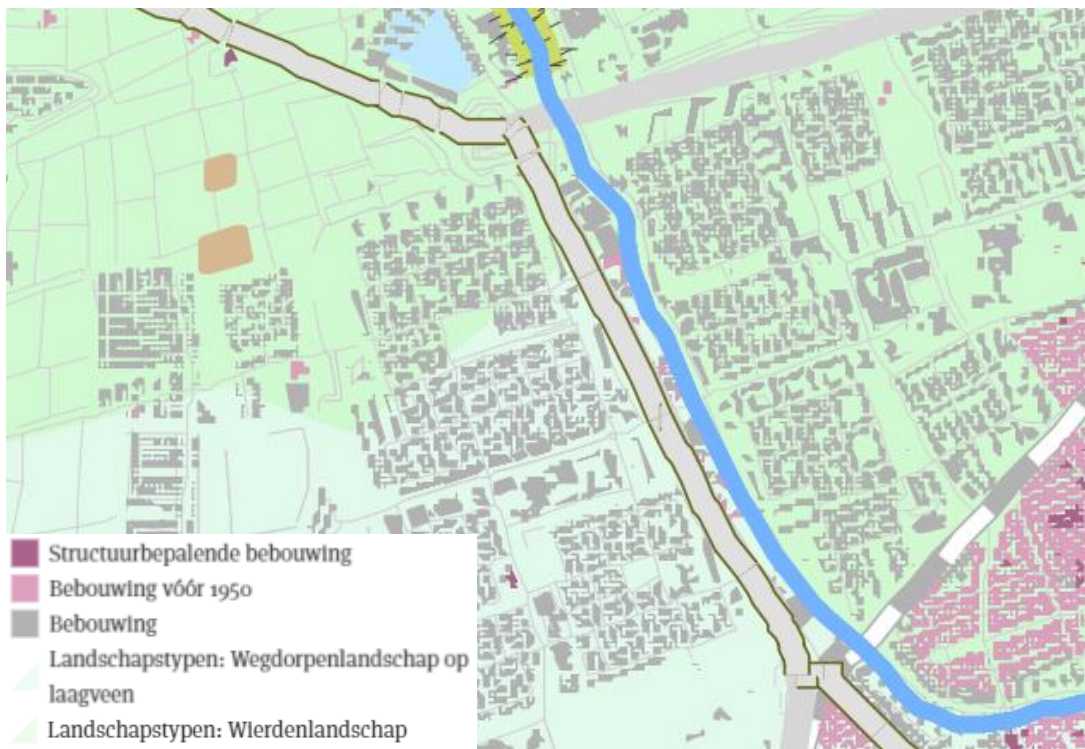 Structuurbepalende bebouwing
Bebouwing vóór 1950
Bebouwing
Landschapstypen: Wegdorpenlandschap op
laagveen
Landschapstypen: Wierdenlandschap